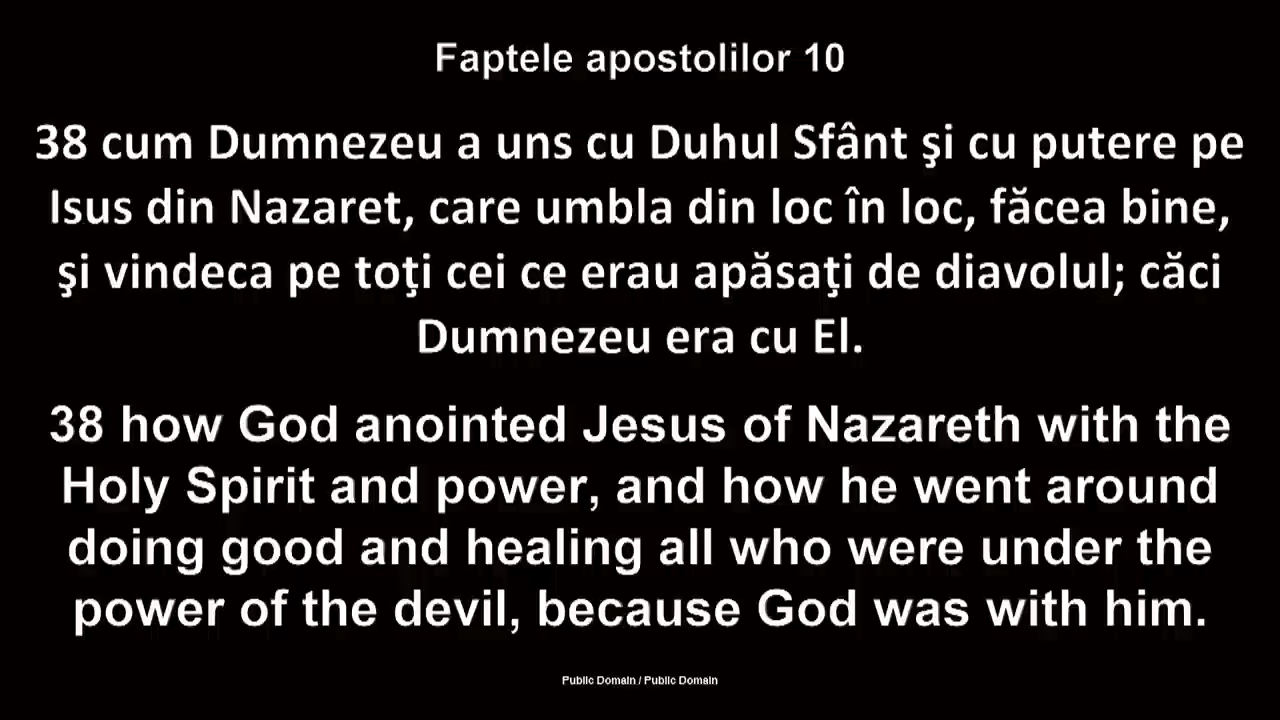 Faptele apostolilor 10
38 cum Dumnezeu a uns cu Duhul Sfânt şi cu putere pe
Isus din Nazaret, care umbla din loc în loc, făcea bine,
şi vindeca pe toţi cei ce erau apăsaţi de diavolul; căci
Dumnezeu era cu El.
38 how God anointed Jesus of Nazareth with the
Holy Spirit and power, and how he went around
doing good and healing all who were under the
power of the devil, because God was with him.
Public Domain / Public Domain